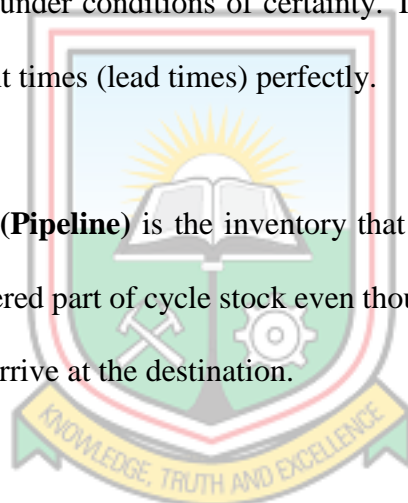 under conditions of certainty.
t times (lead times) perfectly.
(Pipeline) is the inventory that
ered part of cycle stock even thou
rrive at the destination.
KNOWLEDGE, TRUTH AND EXCELLENCE